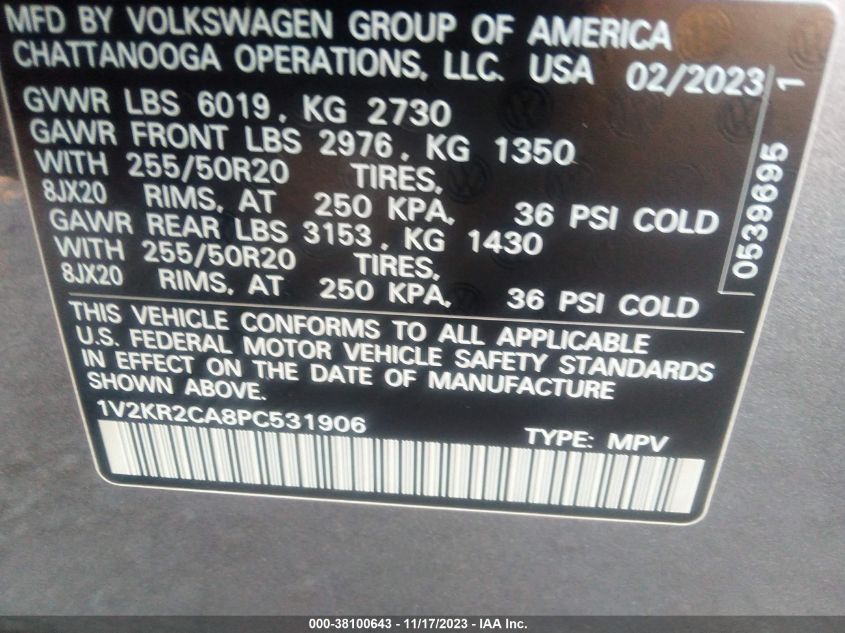 MFD BY VOLKSWAGEN GROUP OF AMERICA
CHATTANOOGA OPERATIONS, LLC. USA 02/2023
GVWR LBS 6019, KG 2730
GAWR FRONT LBS 2976, KG 1350
WITH 255/50R20 TIRES,
8JX20 RIMS, AT 250 KPA, 36 PSI COLD
GAWR REAR LBS 3153, KG 1430
WITH 255/50R20 TIRES,
8JX20 RIMS, AT 250 KPA, 36 PSI COLD
0539695 1
THIS VEHICLE CONFORMS TO ALL APPLICABLE
U.S. FEDERAL MOTOR VEHICLE SAFETY STANDARDS
IN EFFECT ON THE DATE OF MANUFACTURE
SHOWN ABOVE.
1V2KR2CA8PC531906 TYPE: MPV
000-38100643 - 11/17/2023 - IAA Inc.